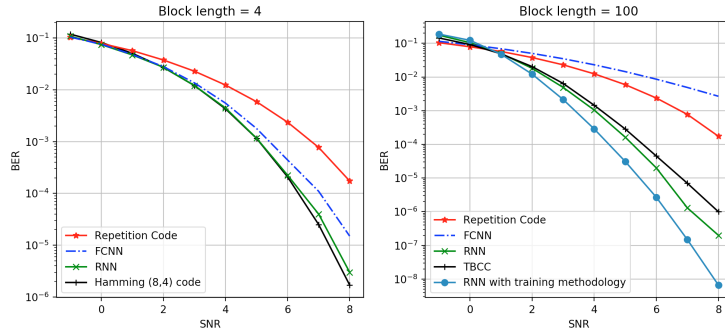 Block length = 4
10⁻¹
10⁻²
10⁻³
10⁻⁴
10⁻⁵
10⁻⁶
BER
Repetition Code
FCNN
RNN
Hamming (8,4) code
0
2
4
6
8
SNR
Block length = 100
10⁻¹
10⁻²
10⁻³
10⁻⁴
10⁻⁵
10⁻⁶
10⁻⁷
10⁻⁸
BER
Repetition Code
FCNN
RNN
TBCC
RNN with training methodology
0
2
4
6
8
SNR